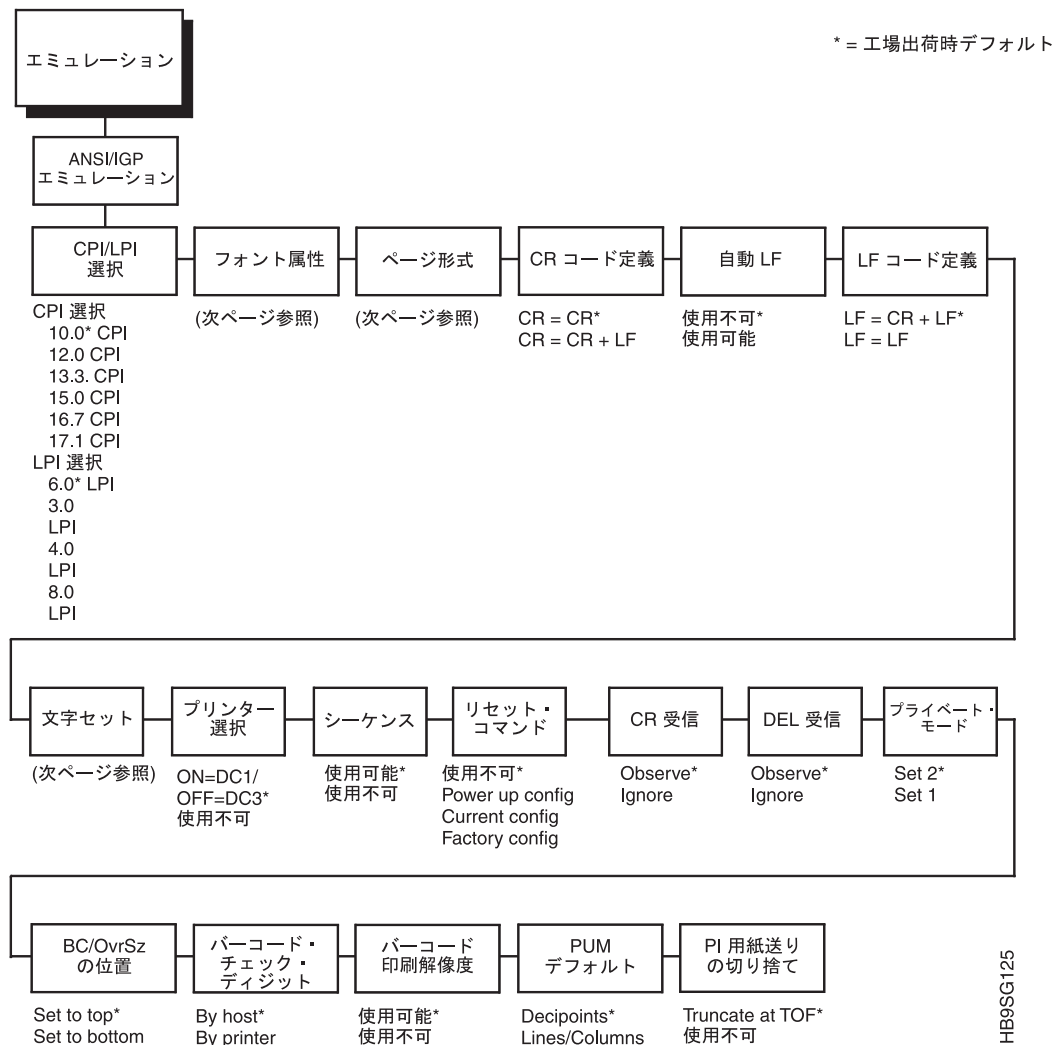 エミュレーション
* = 工場出荷時デフォルト
ANSI/IGP
エミュレーション
CPI/LPI
選択
フォント属性
ページ形式
CR コード定義
自動 LF
LF コード定義
CPI 選択
10.0* CPI
12.0 CPI
13.3. CPI
15.0 CPI
16.7 CPI
17.1 CPI
LPI 選択
6.0* LPI
3.0
LPI
4.0
LPI
8.0
LPI
(次ページ参照)
(次ページ参照)
CR = CR*
CR = CR + LF
使用不可*
使用可能
LF = CR + LF*
LF = LF
文字セット
プリンター
選択
シーケンス
リセット・
コマンド
CR 受信
DEL 受信
プライベート・
モード
(次ページ参照)
ON=DC1/
OFF=DC3*
使用不可
使用可能*
使用不可
使用不可*
Power up config
Current config
Factory config
Observe*
Ignore
Observe*
Ignore
Set 2*
Set 1
BC/OvrSz
の位置
バーコード・
チェック・
ディジット
バーコード
印刷解像度
PUM
デフォルト
PI 用紙送り
の切り捨て
Set to top*
Set to bottom
By host*
By printer
使用可能*
使用不可
Decipoints*
Lines/Columns
Truncate at TOF*
使用不可
HB9SG125